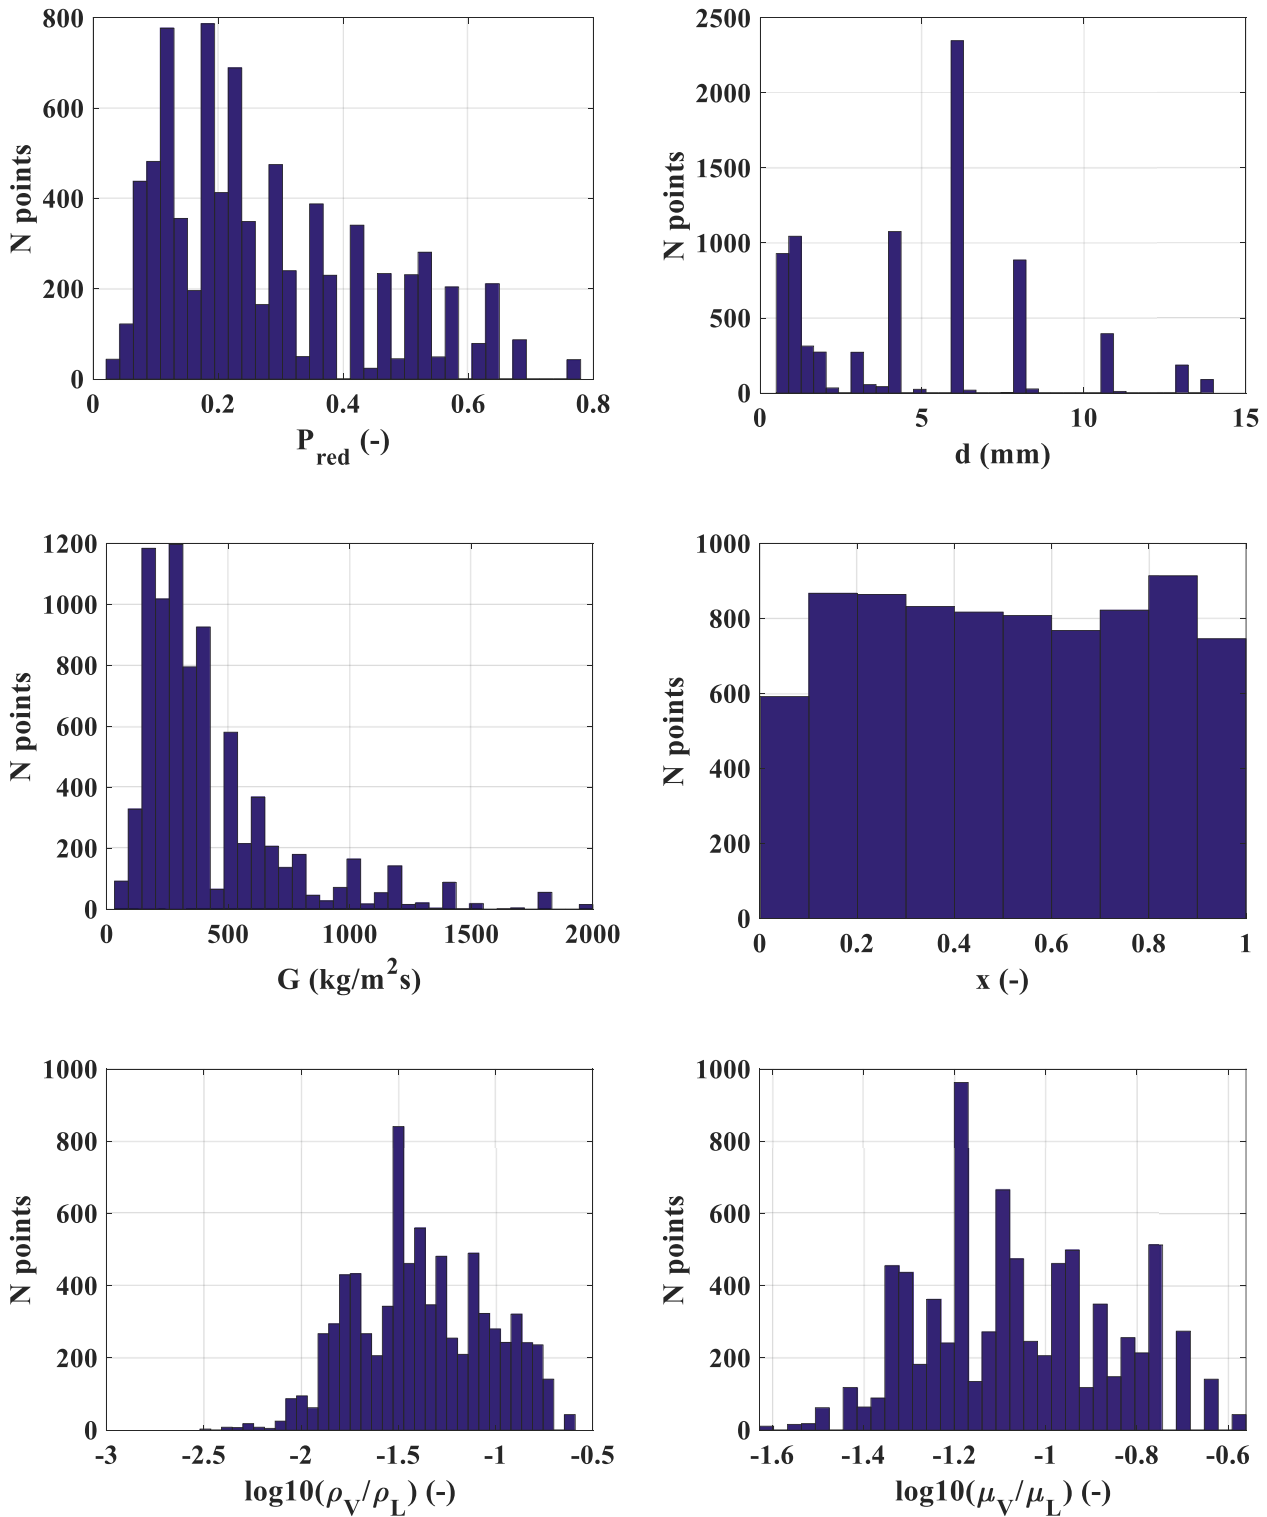 800
600
400
200
0
N points
0 0.2 0.4 0.6 0.8
P_red (-)
2500
2000
1500
1000
500
0
N points
0 5 10 15
d (mm)
1200
1000
800
600
400
200
0
N points
0 500 1000 1500 2000
G (kg/m²s)
1000
800
600
400
200
0
N points
0 0.2 0.4 0.6 0.8 1
x (-)
1000
800
600
400
200
0
N points
-3 -2.5 -2 -1.5 -1 -0.5
log10(ρ_V/ρ_L) (-)
1000
800
600
400
200
0
N points
-1.6 -1.4 -1.2 -1 -0.8 -0.6
log10(μ_V/μ_L) (-)